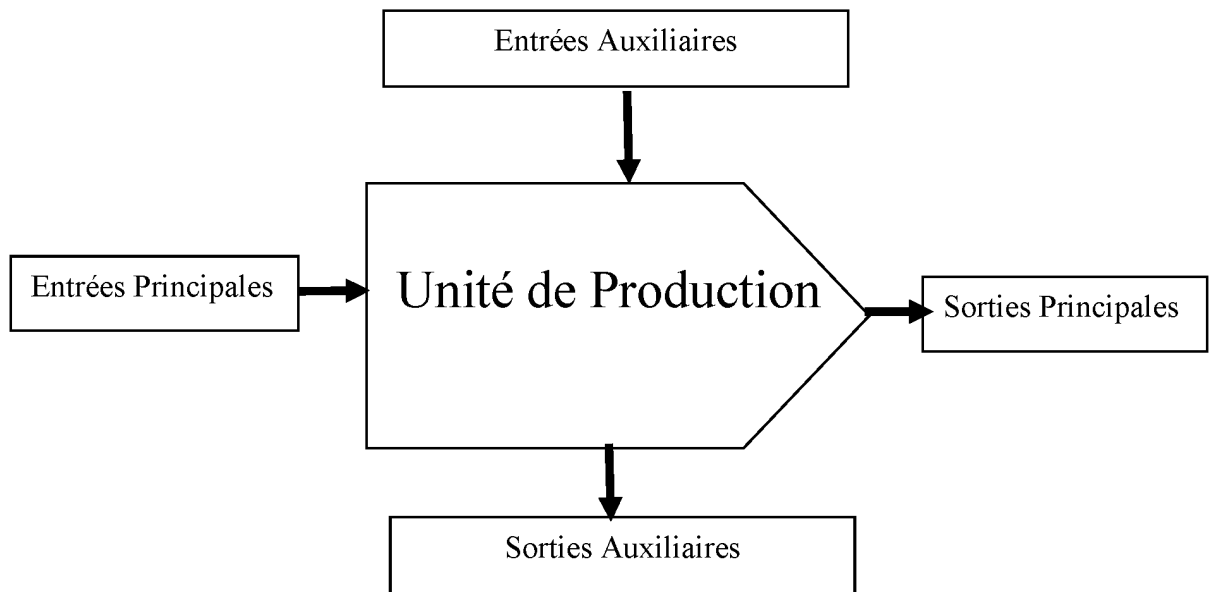 Entrées Auxiliaires
Entrées Principales
Unité de Production
Sorties Principales
Sorties Auxiliaires